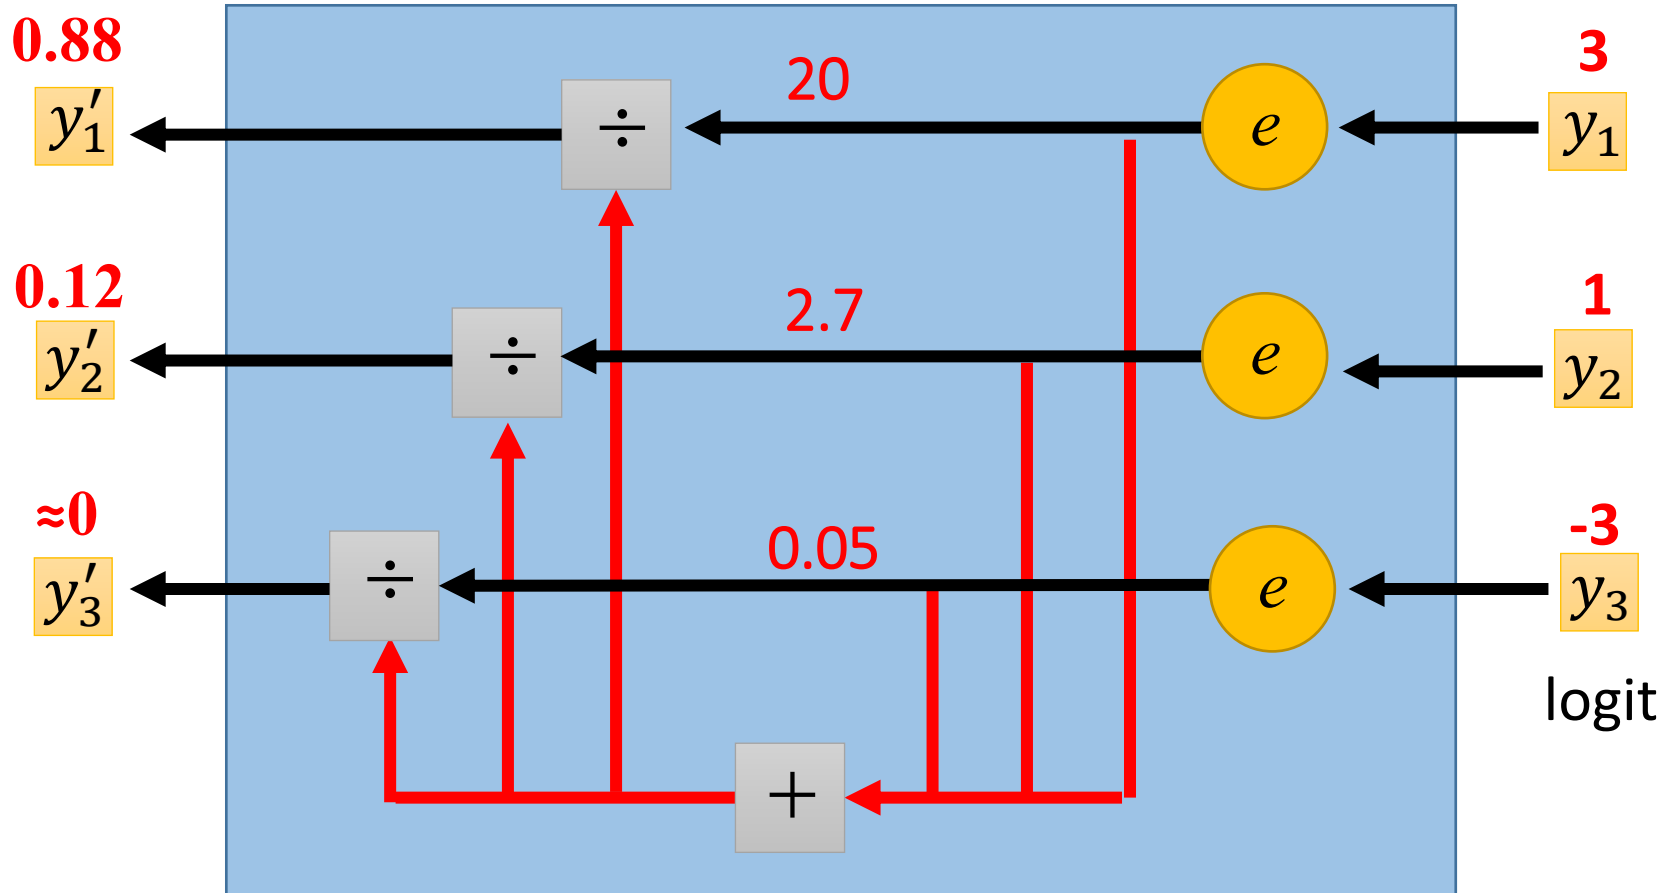 0.88 20 3
y′₁ ÷ e y₁
0.12 2.7 1
y′₂ ÷ e y₂
≈0 0.05 -3
y′₃ ÷ e y₃
logit
+